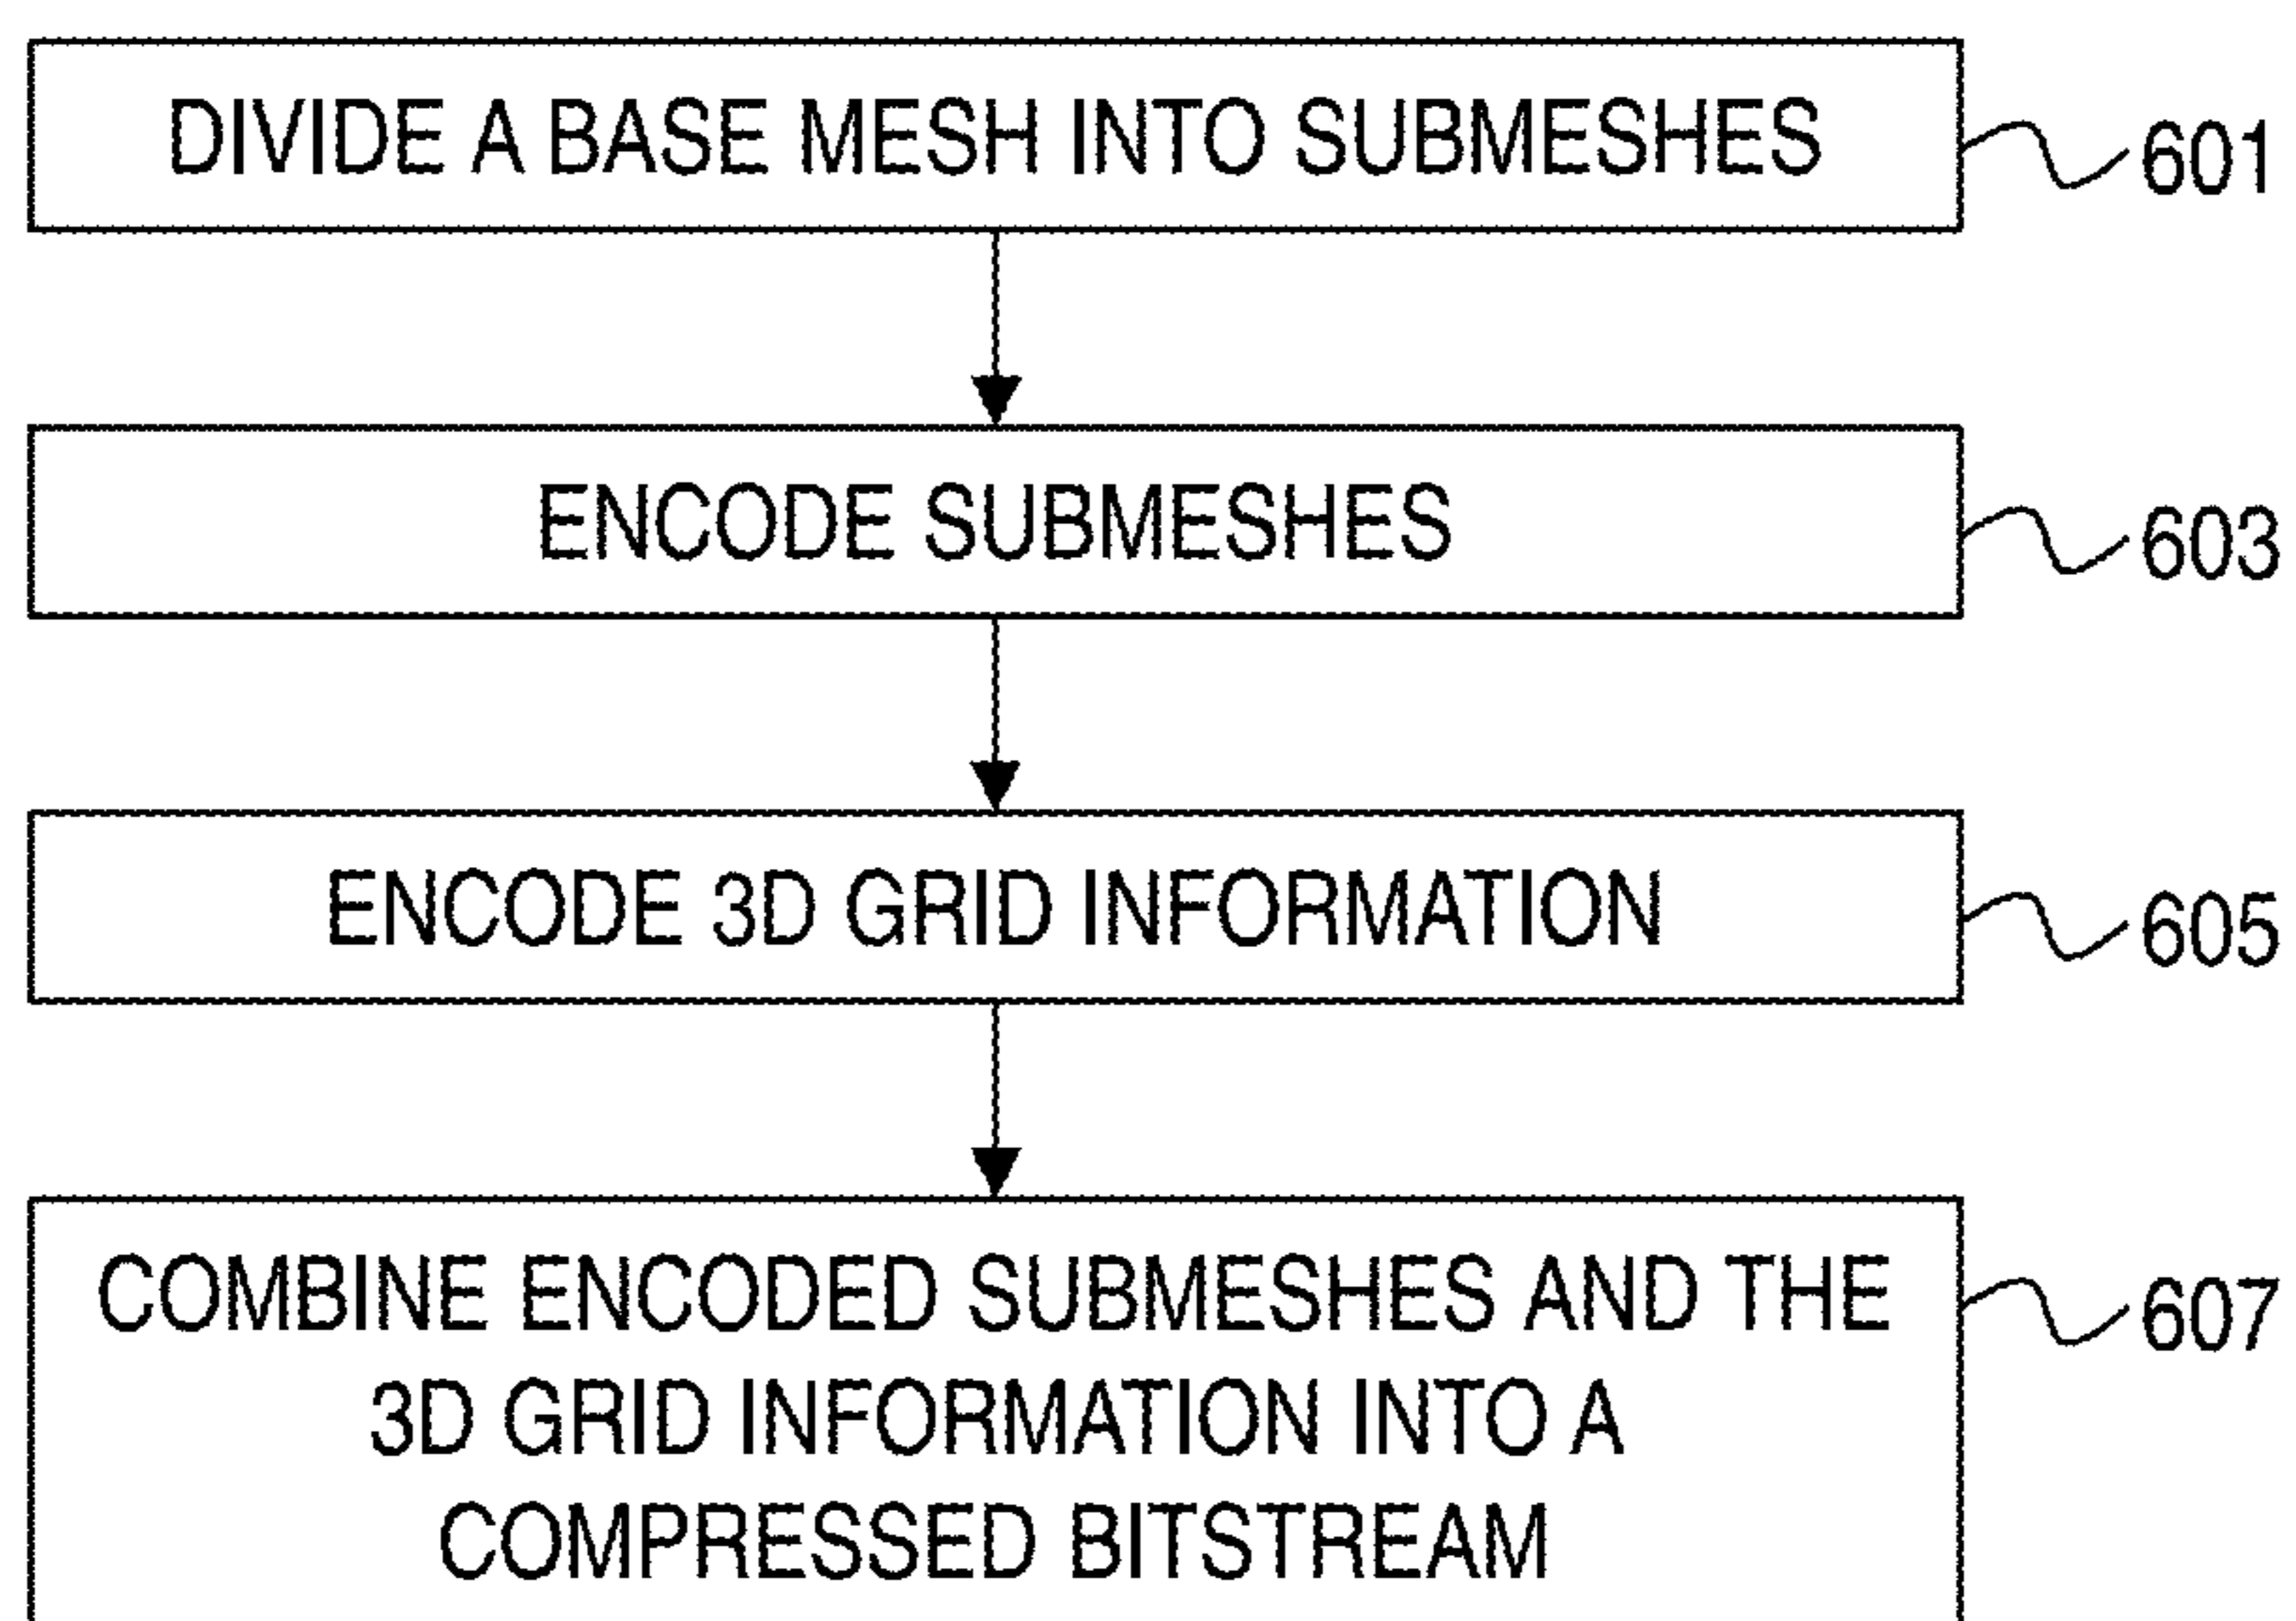 DIVIDE A BASE MESH INTO SUBMESHES
601
ENCODE SUBMESHES
603
ENCODE 3D GRID INFORMATION
605
COMBINE ENCODED SUBMESHES AND THE
3D GRID INFORMATION INTO A
COMPRESSED BITSTREAM
607